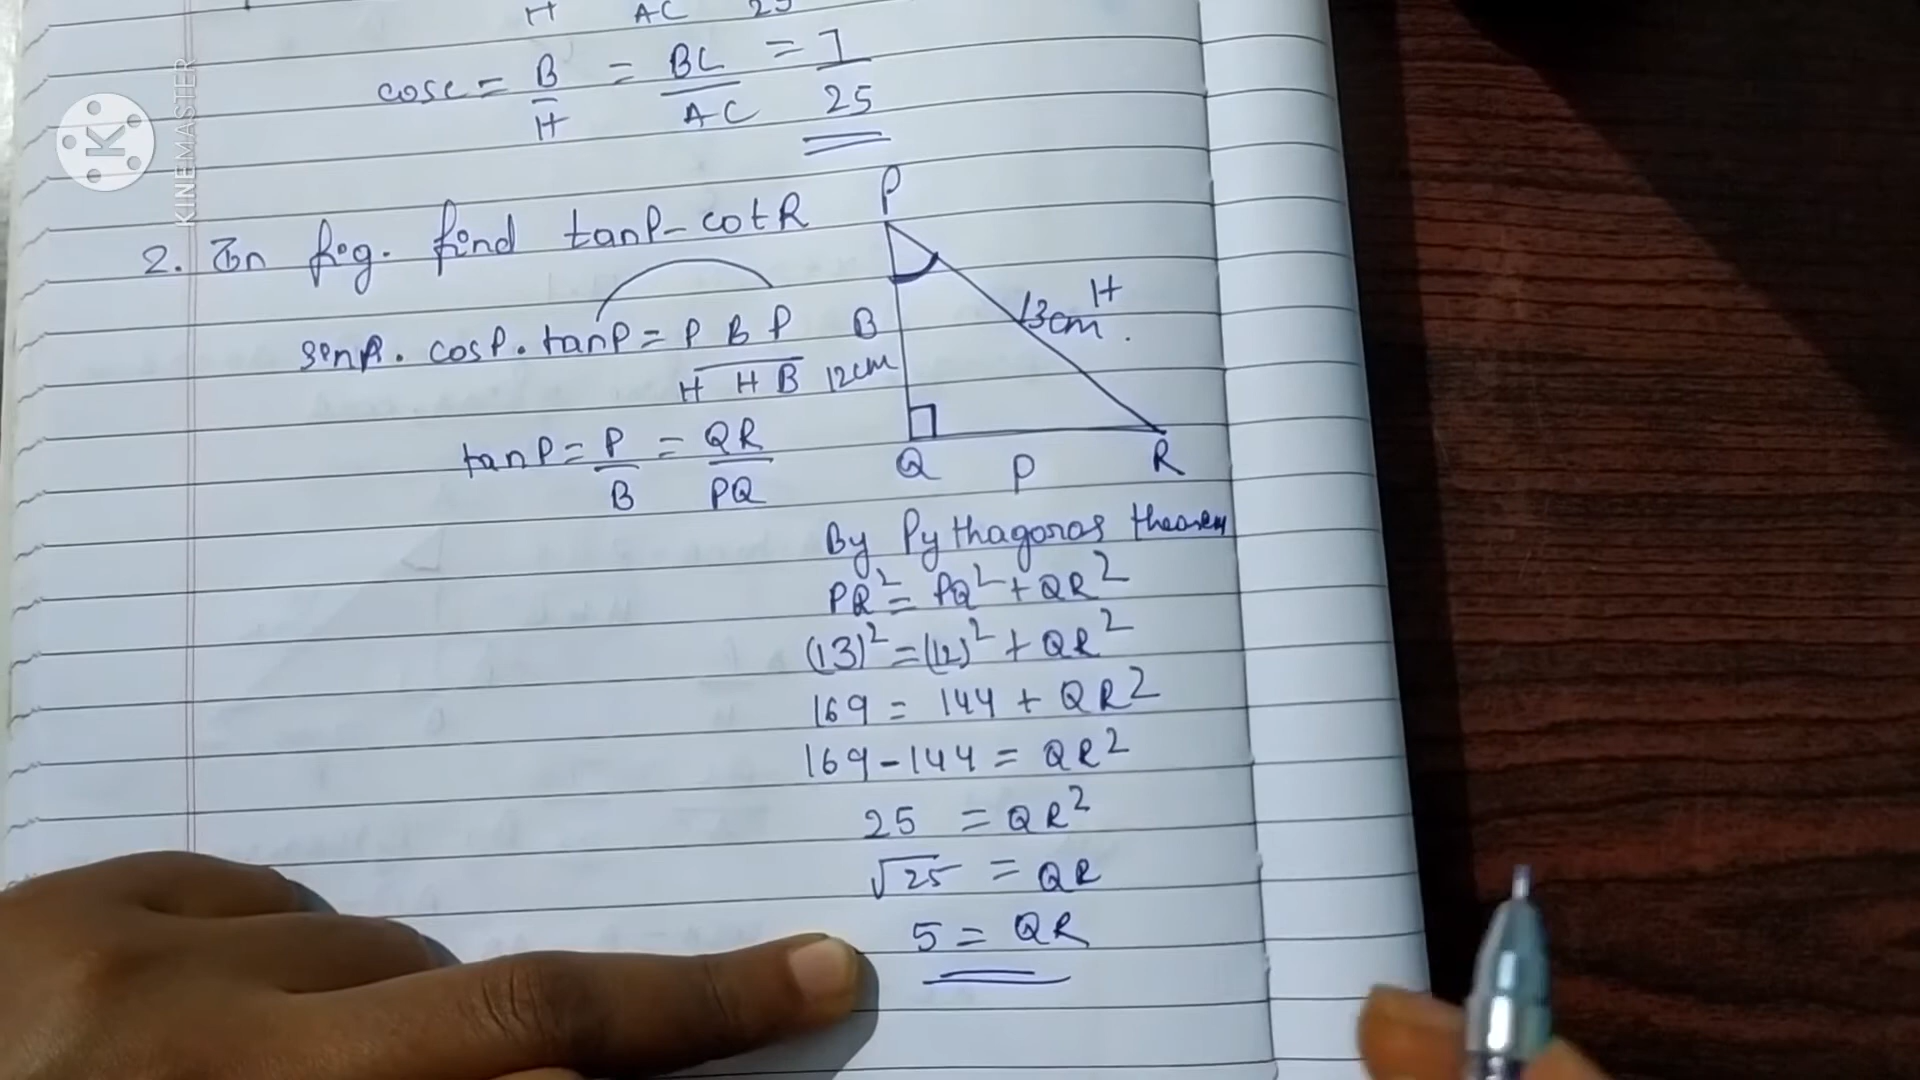 H AC 25
cosc = B/H = BC/AC = 7/25
KINEMASTER
2. In fig. find tanP - cotR
P
13cm H
B
12cm
Q P R
sinA. cosP. tanP = P B P
H H B
tanP = P/B = QR/PQ
By Pythagoras theorem
PR² = PQ² + QR²
(13)² = (12)² + QR²
169 = 144 + QR²
169 - 144 = QR²
25 = QR²
√25 = QR
5 = QR